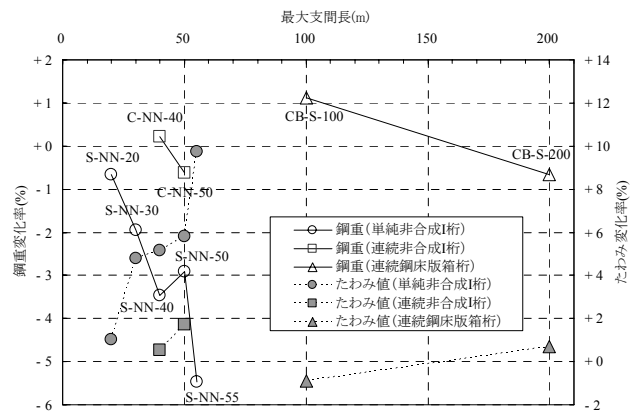 最大支間長(m)
0 50 100 150 200
+ 2 + 14
+ 1 + 12
+ 0 + 10
- 1 + 8
- 2 + 6
- 3 + 4
- 4 + 2
- 5 + 0
- 6 - 2
鋼重変化率(%)
たわみ変化率(%)
C-NN-40
CB-S-100
S-NN-20
CB-S-200
C-NN-50
S-NN-30
S-NN-50
S-NN-40
S-NN-55
鋼重(単純非合成I桁)
鋼重(連続非合成I桁)
鋼重(連続鋼床版箱桁)
たわみ値(単純非合成I桁)
たわみ値(連続非合成I桁)
たわみ値(連続鋼床版箱桁)